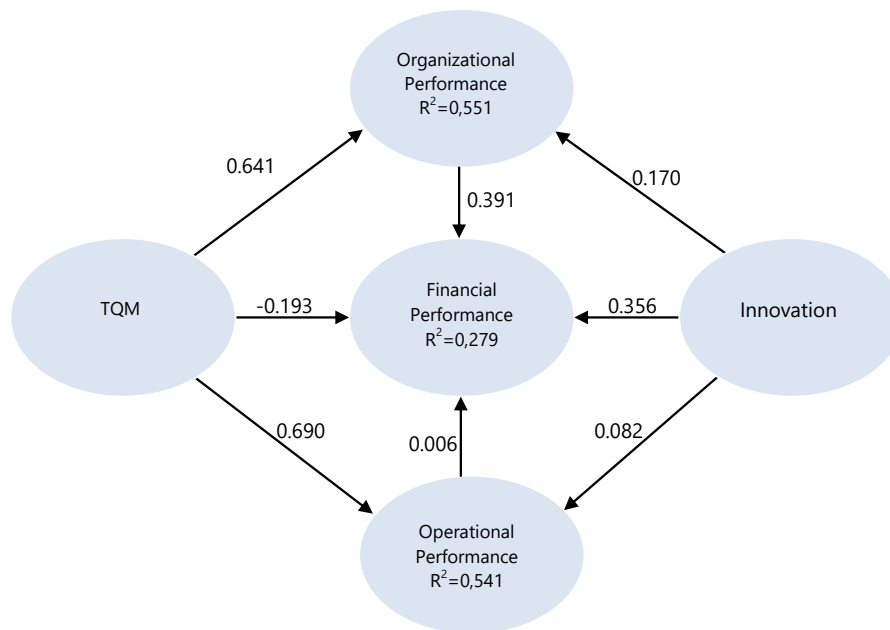 Organizational
Performance
R²=0,551
0.641
0.170
0.391
TQM
-0.193
Financial
Performance
R²=0,279
0.356
Innovation
0.690
0.006
0.082
Operational
Performance
R²=0,541